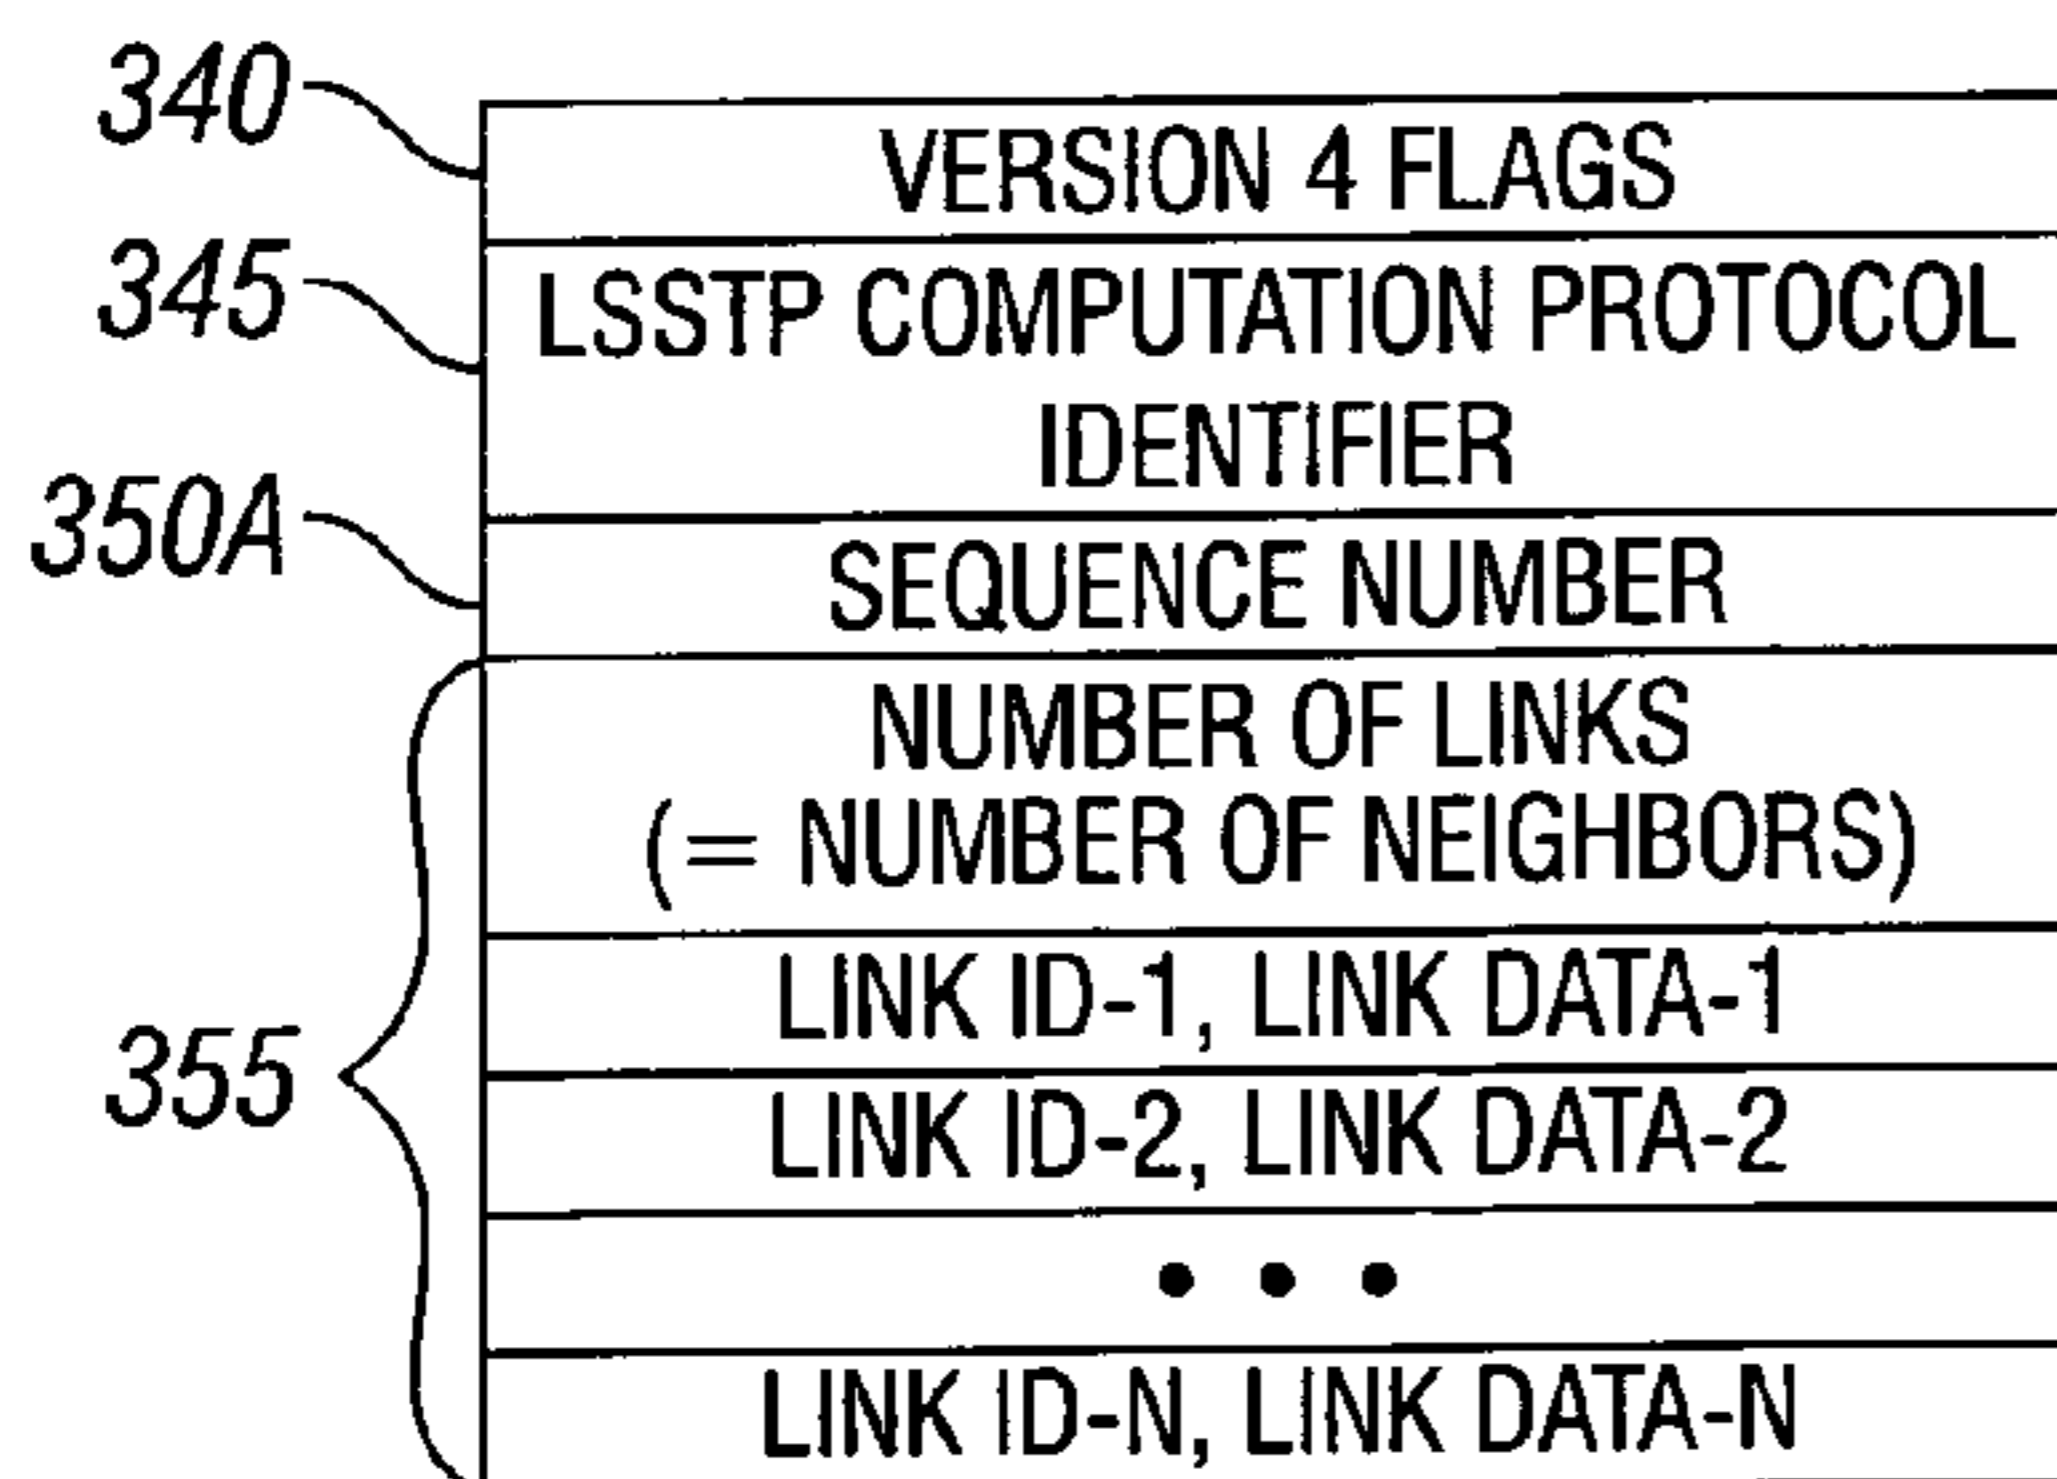 340
VERSION 4 FLAGS
345
LSSTP COMPUTATION PROTOCOL
IDENTIFIER
350A
SEQUENCE NUMBER
NUMBER OF LINKS
(= NUMBER OF NEIGHBORS)
355
LINK ID-1, LINK DATA-1
LINK ID-2, LINK DATA-2
• • •
LINK ID-N, LINK DATA-N